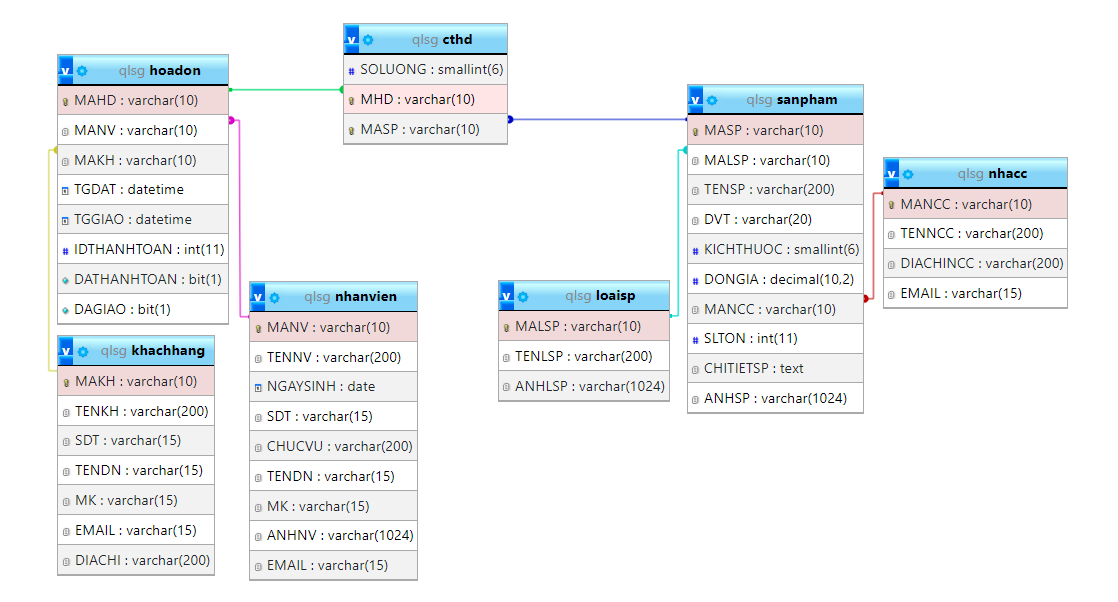 qlsg cthd
SOLUONG : smallint(6)
MHD : varchar(10)
MASP : varchar(10)
qlsg hoadon
MAHD : varchar(10)
MANV : varchar(10)
MAKH : varchar(10)
TGDAT : datetime
TGGIAO : datetime
IDTHANHTOAN : int(11)
DATHANHTOAN : bit(1)
DAGIAO : bit(1)
qlsg sanpham
MASP : varchar(10)
MALSP : varchar(10)
TENSP : varchar(200)
DVT : varchar(20)
KICHTHUOC : smallint(6)
DONGIA : decimal(10,2)
MANCC : varchar(10)
SLTON : int(11)
CHITIETSP : text
ANHSP : varchar(1024)
qlsg nhacc
MANCC : varchar(10)
TENNCC : varchar(200)
DIACHINCC : varchar(200)
EMAIL : varchar(15)
qlsg nhanvien
MANV : varchar(10)
TENNV : varchar(200)
NGAYSINH : date
SDT : varchar(15)
CHUCVU : varchar(200)
TENDN : varchar(15)
MK : varchar(15)
ANHNV : varchar(1024)
EMAIL : varchar(15)
qlsg loaisp
MALSP : varchar(10)
TENLSP : varchar(200)
ANHLSP : varchar(1024)
qlsg khachhang
MAKH : varchar(10)
TENKH : varchar(200)
SDT : varchar(15)
TENDN : varchar(15)
MK : varchar(15)
EMAIL : varchar(15)
DIACHI : varchar(200)